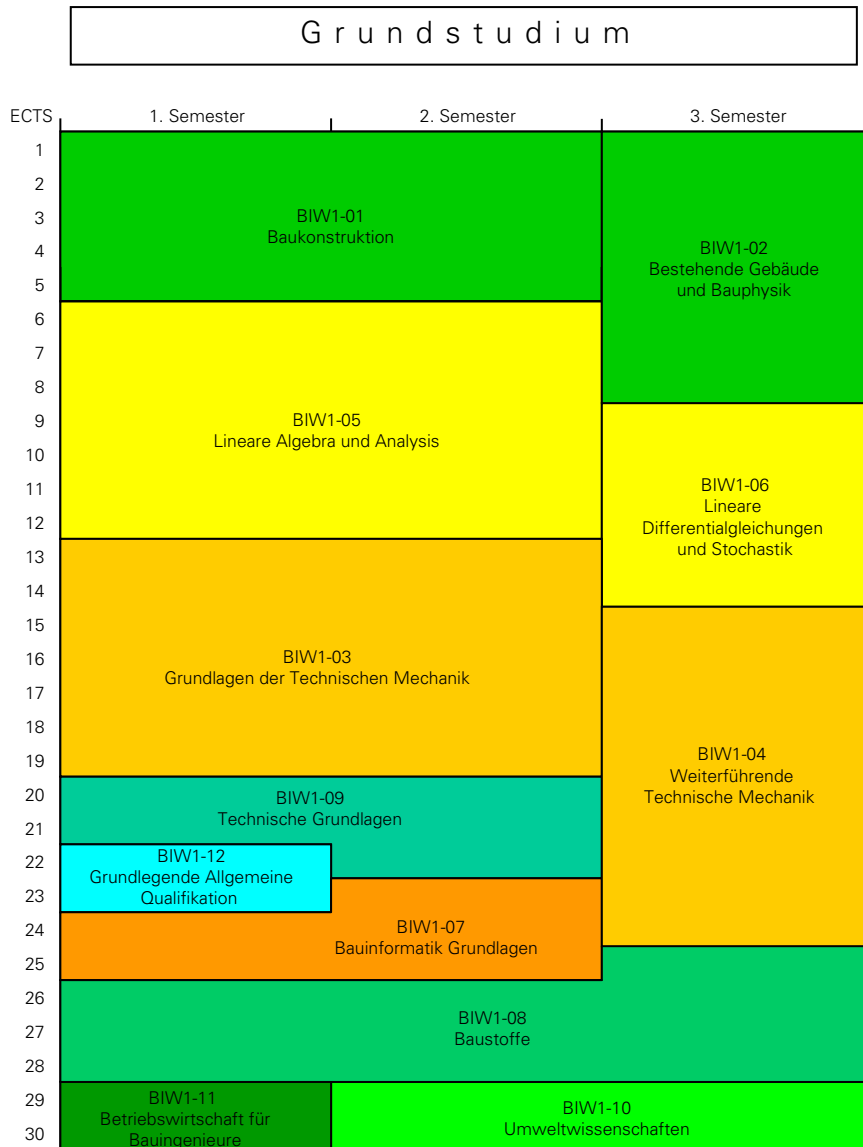 Grundstudium
ECTS 1. Semester 2. Semester 3. Semester
1
2
3
4
5
6
7
8
9
10
11
12
13
14
15
16
17
18
19
20
21
22
23
24
25
26
27
28
29
30
BIW1-01
Baukonstruktion
BIW1-02
Bestehende Gebäude
und Bauphysik
BIW1-05
Lineare Algebra und Analysis
BIW1-06
Lineare
Differentialgleichungen
und Stochastik
BIW1-03
Grundlagen der Technischen Mechanik
BIW1-04
Weiterführende
Technische Mechanik
BIW1-09
Technische Grundlagen
BIW1-12
Grundlegende Allgemeine
Qualifikation
BIW1-07
Bauinformatik Grundlagen
BIW1-08
Baustoffe
BIW1-11
Betriebswirtschaft für
Bauingenieure
BIW1-10
Umweltwissenschaften